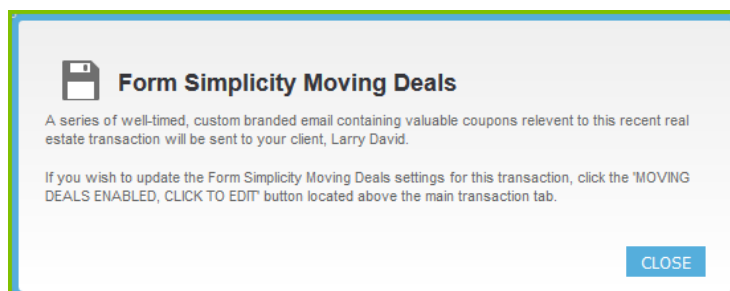 Form Simplicity Moving Deals
A series of well-timed, custom branded email containing valuable coupons relevent to this recent real
estate transaction will be sent to your client, Larry David.
If you wish to update the Form Simplicity Moving Deals settings for this transaction, click the 'MOVING
DEALS ENABLED, CLICK TO EDIT' button located above the main transaction tab.
CLOSE